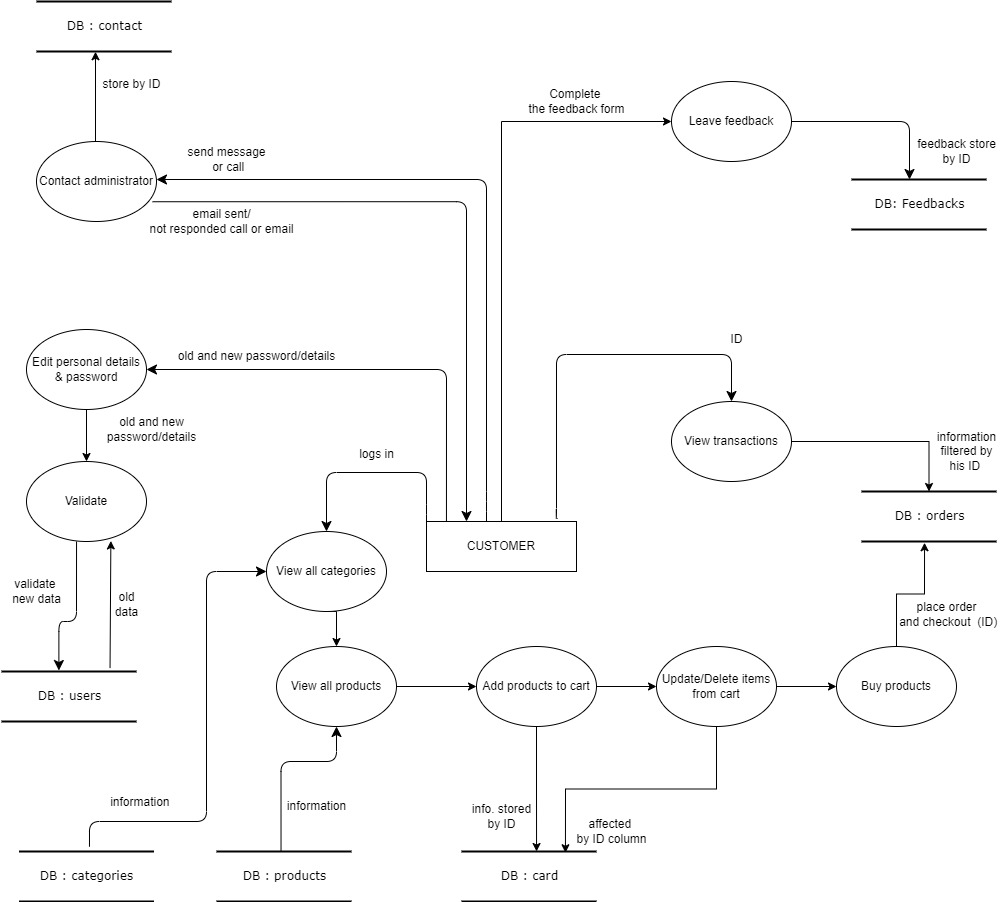 DB : contact
store by ID
Complete
the feedback form
Leave feedback
feedback store
by ID
DB: Feedbacks
send message
or call
Contact administrator
email sent/
not responded call or email
ID
Edit personal details
& password
old and new password/details
old and new
password/details
View transactions
information
filtered by
his ID
logs in
Validate
DB : orders
CUSTOMER
View all categories
validate
new data
old
data
place order
and checkout  (ID)
DB : users
View all products
Add products to cart
Update/Delete items
from cart
Buy products
information
information
info. stored
by ID
affected
by ID column
DB : categories
DB : products
DB : card